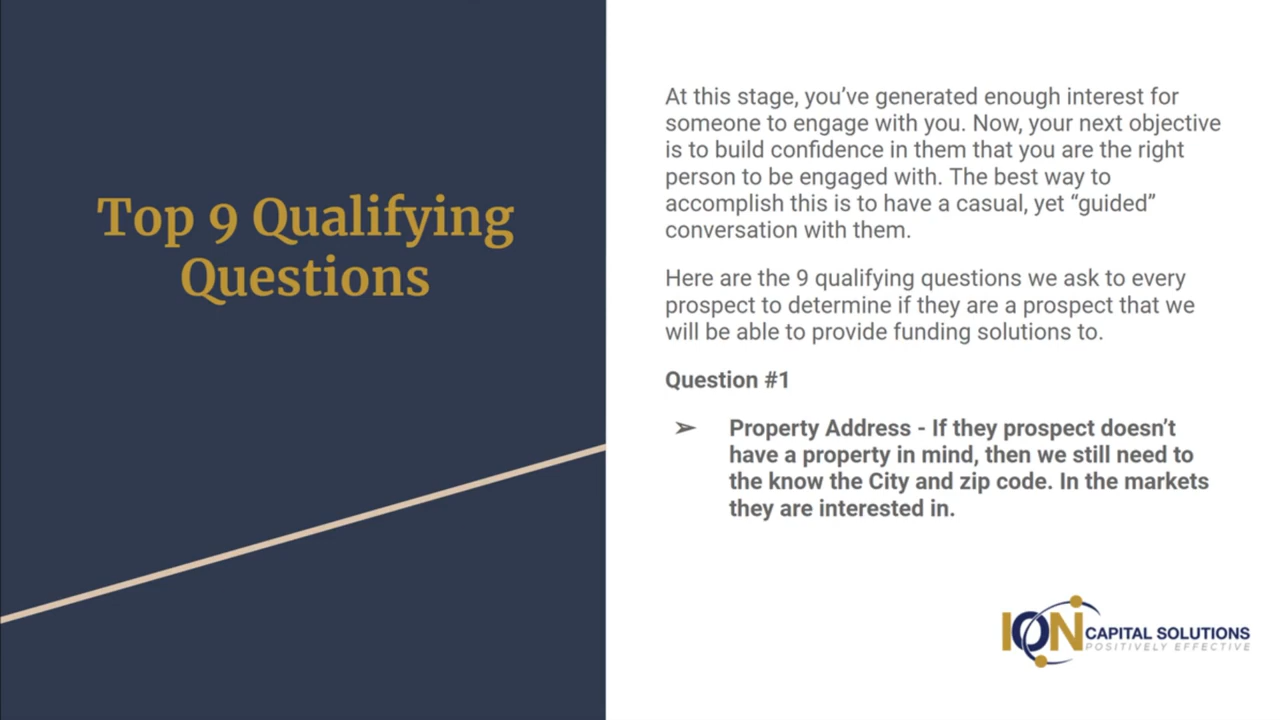 Top 9 Qualifying
Questions
At this stage, you’ve generated enough interest for
someone to engage with you. Now, your next objective
is to build confidence in them that you are the right
person to be engaged with. The best way to
accomplish this is to have a casual, yet “guided”
conversation with them.
Here are the 9 qualifying questions we ask to every
prospect to determine if they are a prospect that we
will be able to provide funding solutions to.
Question #1
➢ Property Address - If they prospect doesn’t
have a property in mind, then we still need to
the know the City and zip code. In the markets
they are interested in.
ION CAPITAL SOLUTIONS
POSITIVELY EFFECTIVE